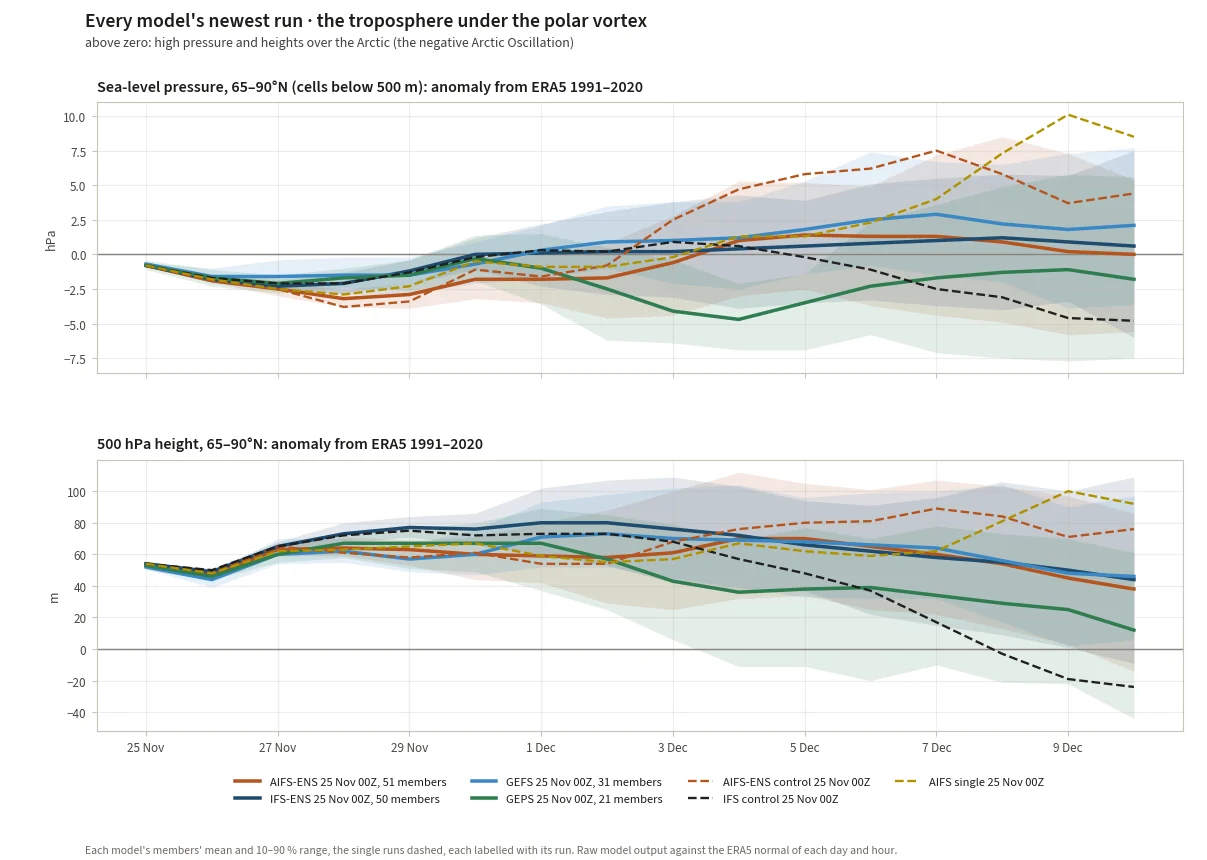 Every model's newest run · the troposphere under the polar vortex
above zero: high pressure and heights over the Arctic (the negative Arctic Oscillation)
Sea-level pressure, 65–90°N (cells below 500 m): anomaly from ERA5 1991–2020
10.0
7.5
5.0
2.5
0.0
−2.5
−5.0
−7.5
hPa
500 hPa height, 65–90°N: anomaly from ERA5 1991–2020
100
80
60
40
20
0
−20
−40
m
25 Nov 27 Nov 29 Nov 1 Dec 3 Dec 5 Dec 7 Dec 9 Dec
AIFS-ENS 25 Nov 00Z, 51 members GEFS 25 Nov 00Z, 31 members AIFS-ENS control 25 Nov 00Z AIFS single 25 Nov 00Z
IFS-ENS 25 Nov 00Z, 50 members GEPS 25 Nov 00Z, 21 members IFS control 25 Nov 00Z
Each model's members' mean and 10–90 % range, the single runs dashed, each labelled with its run. Raw model output against the ERA5 normal of each day and hour.